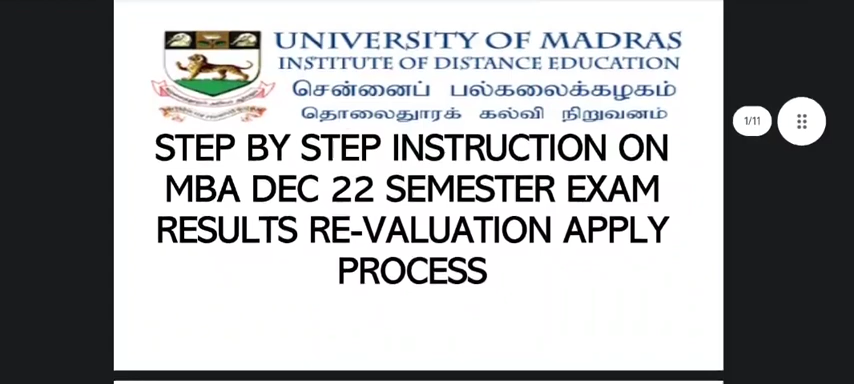 UNIVERSITY OF MADRAS
INSTITUTE OF DISTANCE EDUCATION
சென்னைப் பல்கலைக்கழகம்
தொலைதூரக் கல்வி நிறுவனம்
STEP BY STEP INSTRUCTION ON
MBA DEC 22 SEMESTER EXAM
RESULTS RE-VALUATION APPLY
PROCESS
1/11